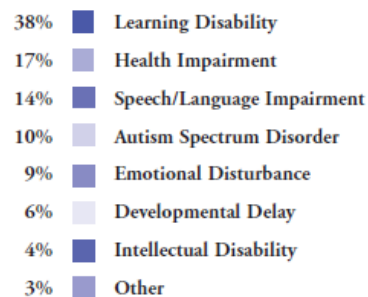 38% Learning Disability
17% Health Impairment
14% Speech/Language Impairment
10% Autism Spectrum Disorder
9% Emotional Disturbance
6% Developmental Delay
4% Intellectual Disability
3% Other